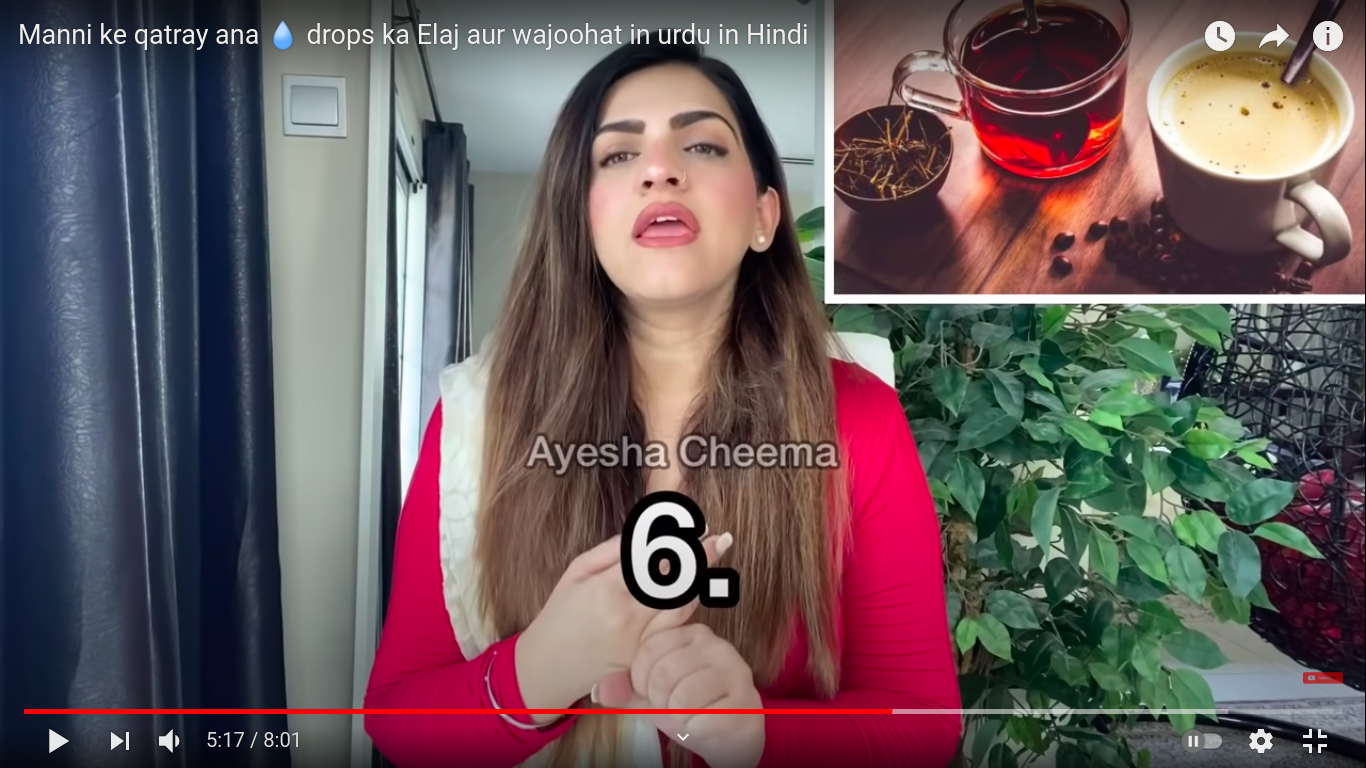 Manni ke qatray ana 💧 drops ka Elaj aur wajoohat in urdu in Hindi
Ayesha Cheema
6.
5:17 / 8:01